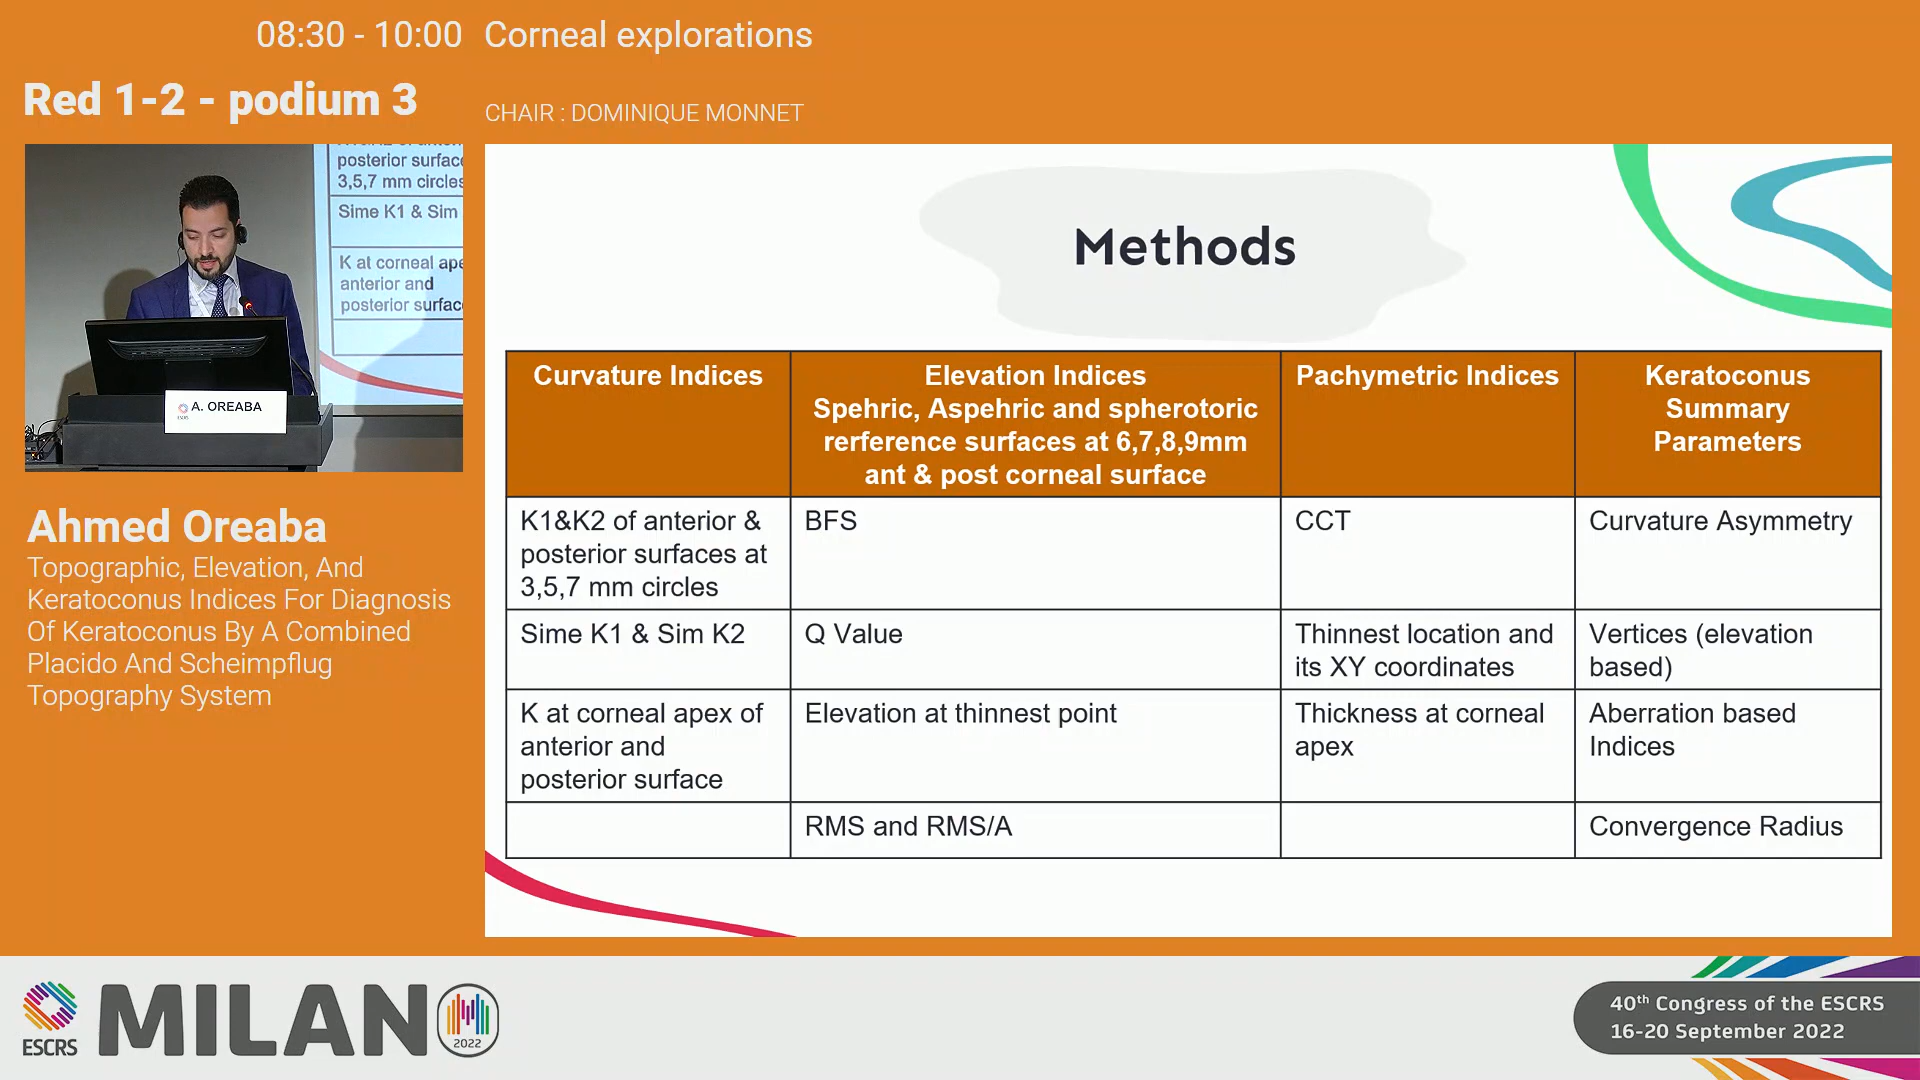 08:30 - 10:00 Corneal explorations
Red 1-2 - podium 3
CHAIR : DOMINIQUE MONNET
posterior surface
3,5,7 mm circles
Sime K1 & Sim
K at corneal ape
anterior and
posterior surfac
A. OREABA
Ahmed Oreaba
Topographic, Elevation, And
Keratoconus Indices For Diagnosis
Of Keratoconus By A Combined
Placido And Scheimpflug
Topography System
Methods
Curvature Indices
Elevation Indices
Spehric, Aspehric and spherotoric
rerference surfaces at 6,7,8,9mm
ant & post corneal surface
Pachymetric Indices
Keratoconus
Summary
Parameters
K1&K2 of anterior &
posterior surfaces at
3,5,7 mm circles
BFS
CCT
Curvature Asymmetry
Sime K1 & Sim K2
Q Value
Thinnest location and
its XY coordinates
Vertices (elevation
based)
K at corneal apex of
anterior and
posterior surface
Elevation at thinnest point
Thickness at corneal
apex
Aberration based
Indices
RMS and RMS/A
Convergence Radius
ESCRS
MILANO
2022
40th Congress of the ESCRS
16-20 September 2022